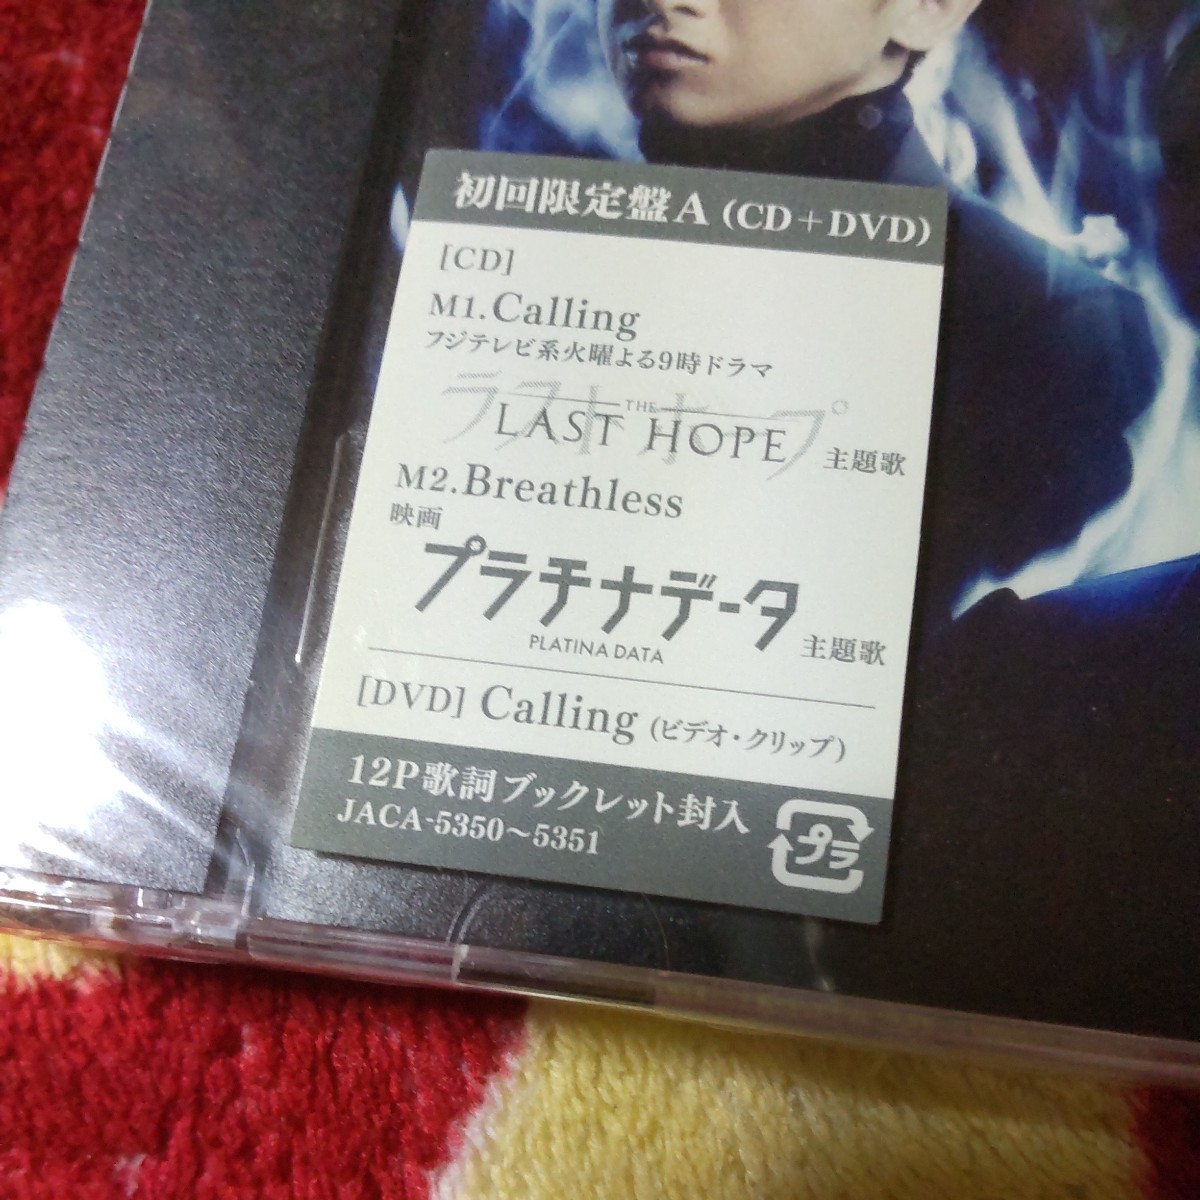 初回限定盤A (CD+DVD)
[CD]
M1.Calling
フジテレビ系火曜よる9時ドラマ
ラストホープ
THE
LAST HOPE 主題歌
M2.Breathless
映画
プラチナデータ
PLATINA DATA 主題歌
[DVD] Calling (ビデオ・クリップ)
12P歌詞ブックレット封入
JACA-5350～5351
プラ